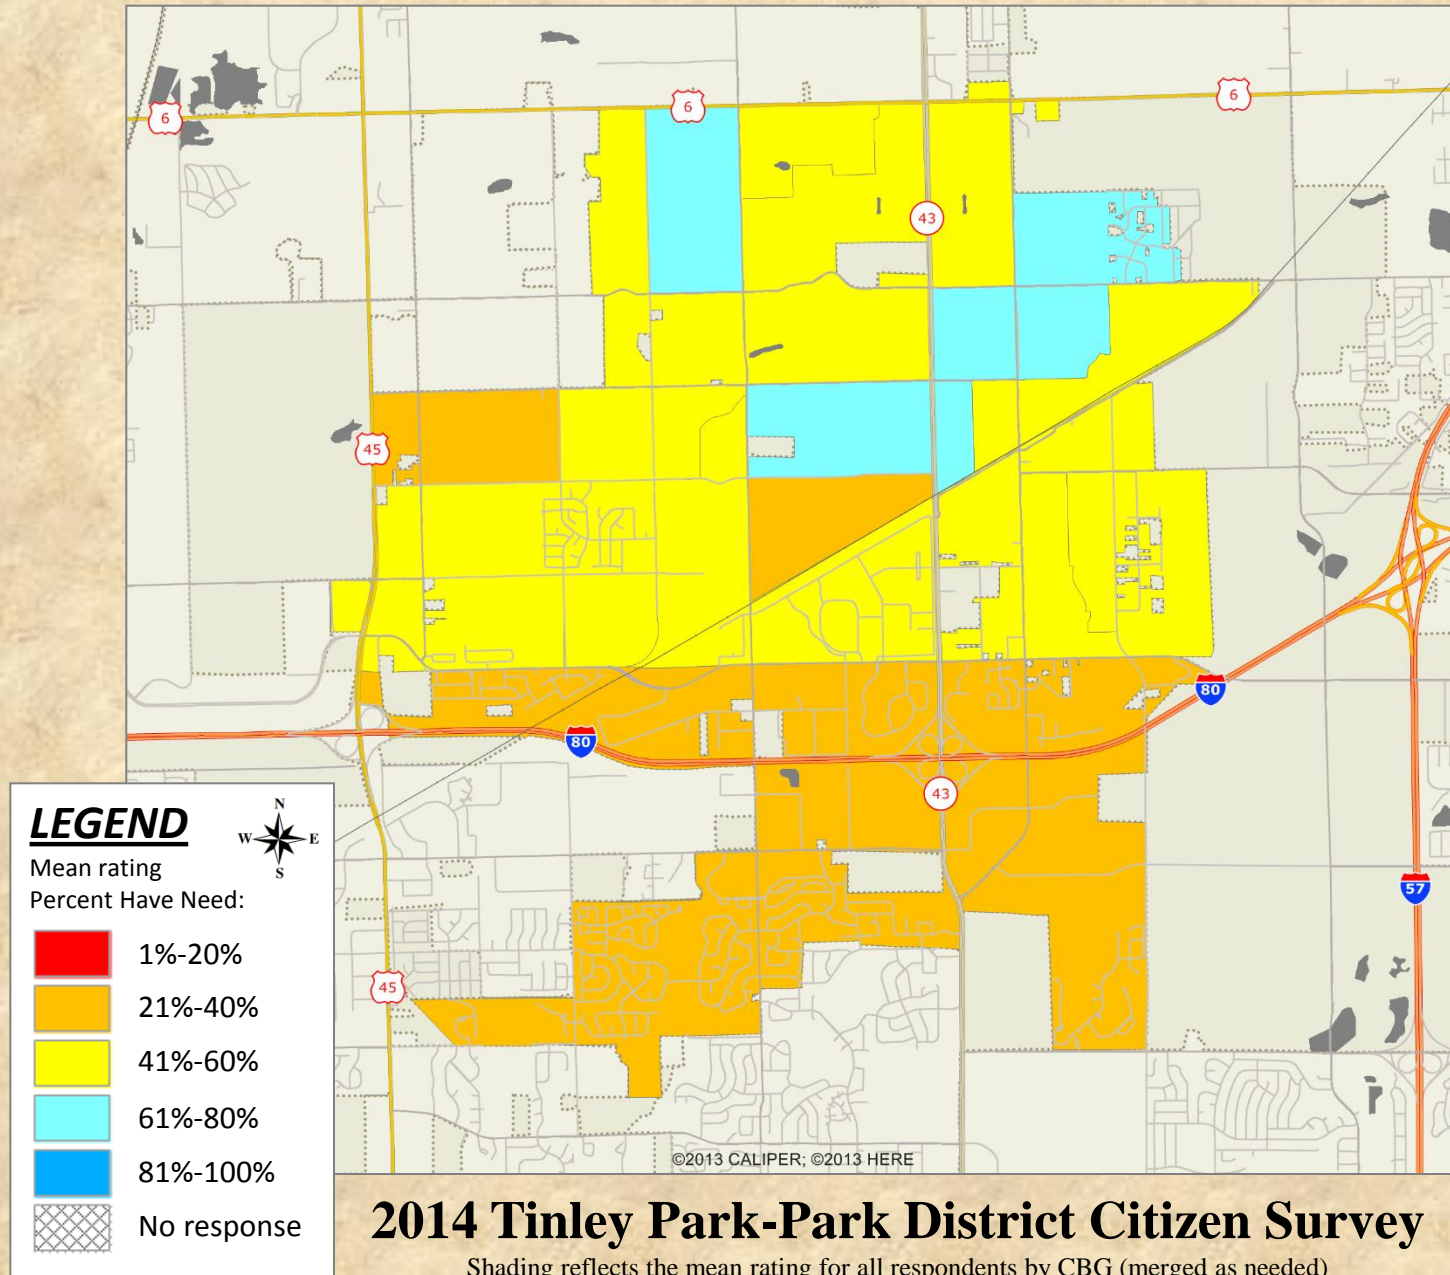 6
6
6
43
45
80
80
43
57
45
LEGEND
N
W E
S
Mean rating
Percent Have Need:
1%-20%
21%-40%
41%-60%
61%-80%
81%-100%
No response
©2013 CALIPER; ©2013 HERE
2014 Tinley Park-Park District Citizen Survey
Shading reflects the mean rating for all respondents by CBG (merged as needed)